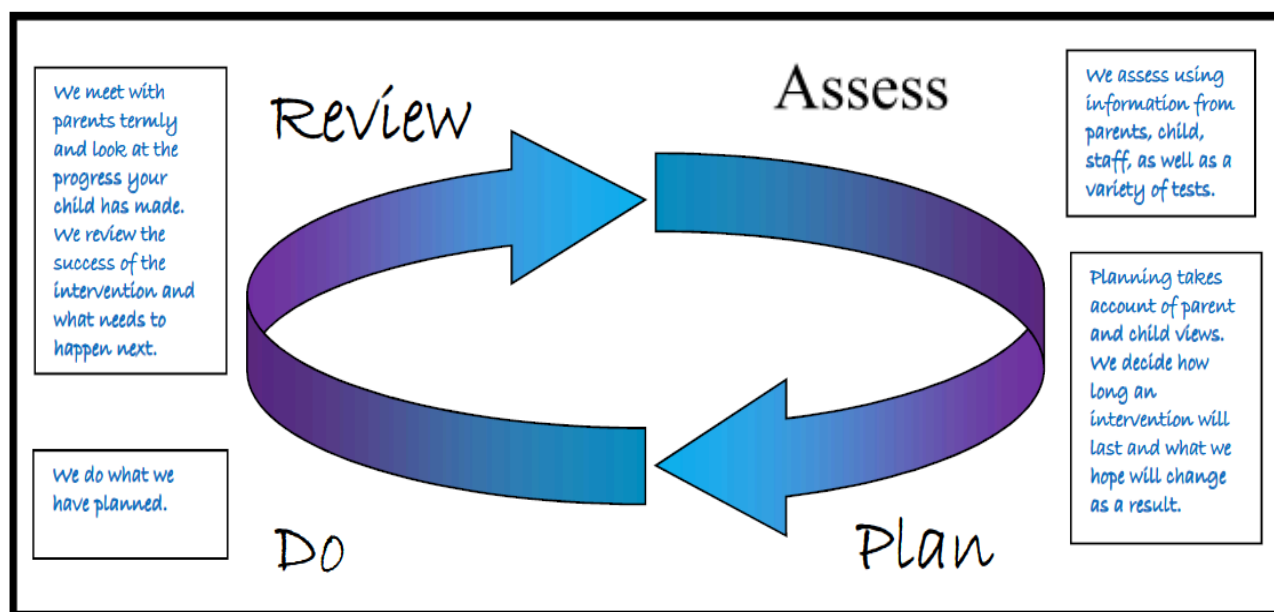 Review
Assess
We meet with
parents termly
and look at the
progress your
child has made.
We review the
success of the
intervention and
what needs to
happen next.
We assess using
information from
parents, child,
staff, as well as a
variety of tests.
Planning takes
account of parent
and child views.
We decide how
long an
intervention will
last and what we
hope will change
as a result.
We do what we
have planned.
Do
Plan